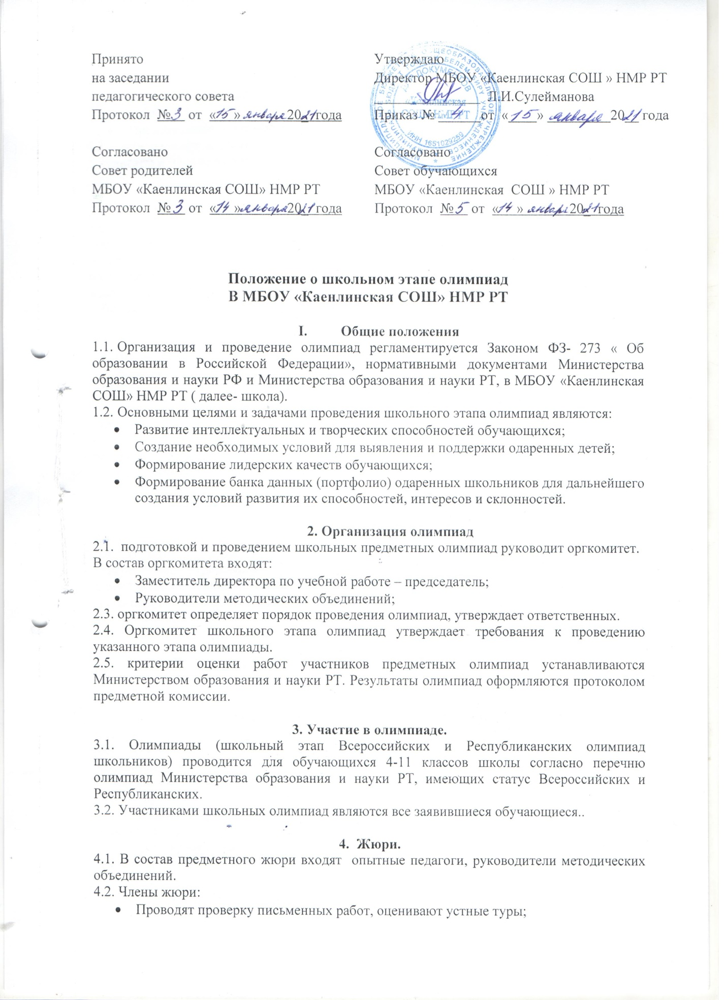 Принято
на заседании
педагогического совета
Протокол №3 от «15» января 2021 года
Утверждаю
Директор МБОУ «Каенлинская СОШ » НМР РТ
Л.И.Сулейманова
Приказ № 4 от «15» января 2021 года
ДЛЯ ДОКУМЕНТОВ
«Каенлинская
СОШ» НМР РТ
ИНН 1651029259
Согласовано
Совет родителей
МБОУ «Каенлинская СОШ» НМР РТ
Протокол №3 от «14» января 2021 года
Согласовано
Совет обучающихся
МБОУ «Каенлинская СОШ » НМР РТ
Протокол №5 от «14 » января 2021 года
Положение о школьном этапе олимпиад
В МБОУ «Каенлинская СОШ» НМР РТ
I. Общие положения
1.1. Организация и проведение олимпиад регламентируется Законом ФЗ- 273 « Об
образовании в Российской Федерации», нормативными документами Министерства
образования и науки РФ и Министерства образования и науки РТ, в МБОУ «Каенлинская
СОШ» НМР РТ ( далее- школа).
1.2. Основными целями и задачами проведения школьного этапа олимпиад являются:
• Развитие интеллектуальных и творческих способностей обучающихся;
• Создание необходимых условий для выявления и поддержки одаренных детей;
• Формирование лидерских качеств обучающихся;
• Формирование банка данных (портфолио) одаренных школьников для дальнейшего
создания условий развития их способностей, интересов и склонностей.
2. Организация олимпиад
2.1. подготовкой и проведением школьных предметных олимпиад руководит оргкомитет.
В состав оргкомитета входят:
• Заместитель директора по учебной работе – председатель;
• Руководители методических объединений;
2.3. оргкомитет определяет порядок проведения олимпиад, утверждает ответственных.
2.4. Оргкомитет школьного этапа олимпиад утверждает требования к проведению
указанного этапа олимпиады.
2.5. критерии оценки работ участников предметных олимпиад устанавливаются
Министерством образования и науки РТ. Результаты олимпиад оформляются протоколом
предметной комиссии.
3. Участие в олимпиаде.
3.1. Олимпиады (школьный этап Всероссийских и Республиканских олимпиад
школьников) проводится для обучающихся 4-11 классов школы согласно перечню
олимпиад Министерства образования и науки РТ, имеющих статус Всероссийских и
Республиканских.
3.2. Участниками школьных олимпиад являются все заявившиеся обучающиеся..
4. Жюри.
4.1. В состав предметного жюри входят опытные педагоги, руководители методических
объединений.
4.2. Члены жюри:
• Проводят проверку письменных работ, оценивают устные туры;